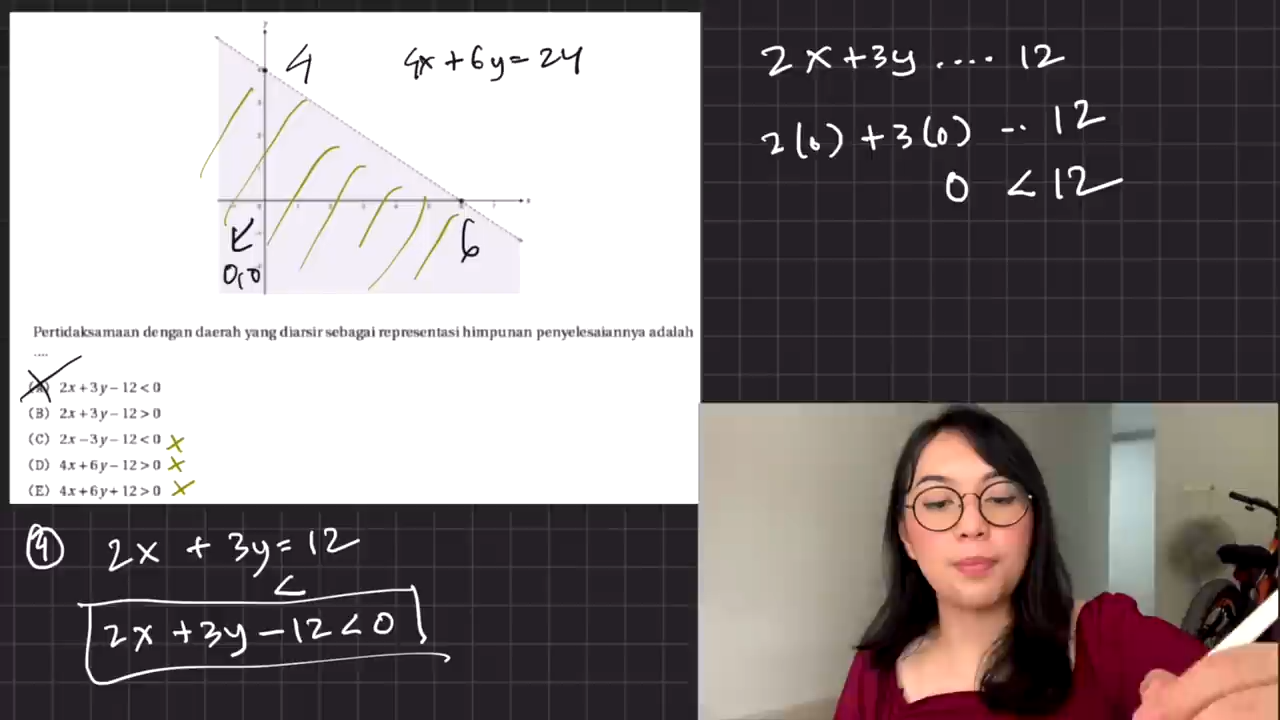 y
4
4x + 6y = 24
6
0,0
Pertidaksamaan dengan daerah yang diarsir sebagai representasi himpunan penyelesaiannya adalah
....
(A) 2x + 3y − 12 < 0
(B) 2x + 3y − 12 > 0
(C) 2x − 3y − 12 < 0 x
(D) 4x + 6y − 12 > 0 x
(E) 4x + 6y + 12 > 0 x
4 2x + 3y = 12
<
2x + 3y − 12 < 0
2x + 3y .... 12
2(0) + 3(0) ... 12
0 < 12